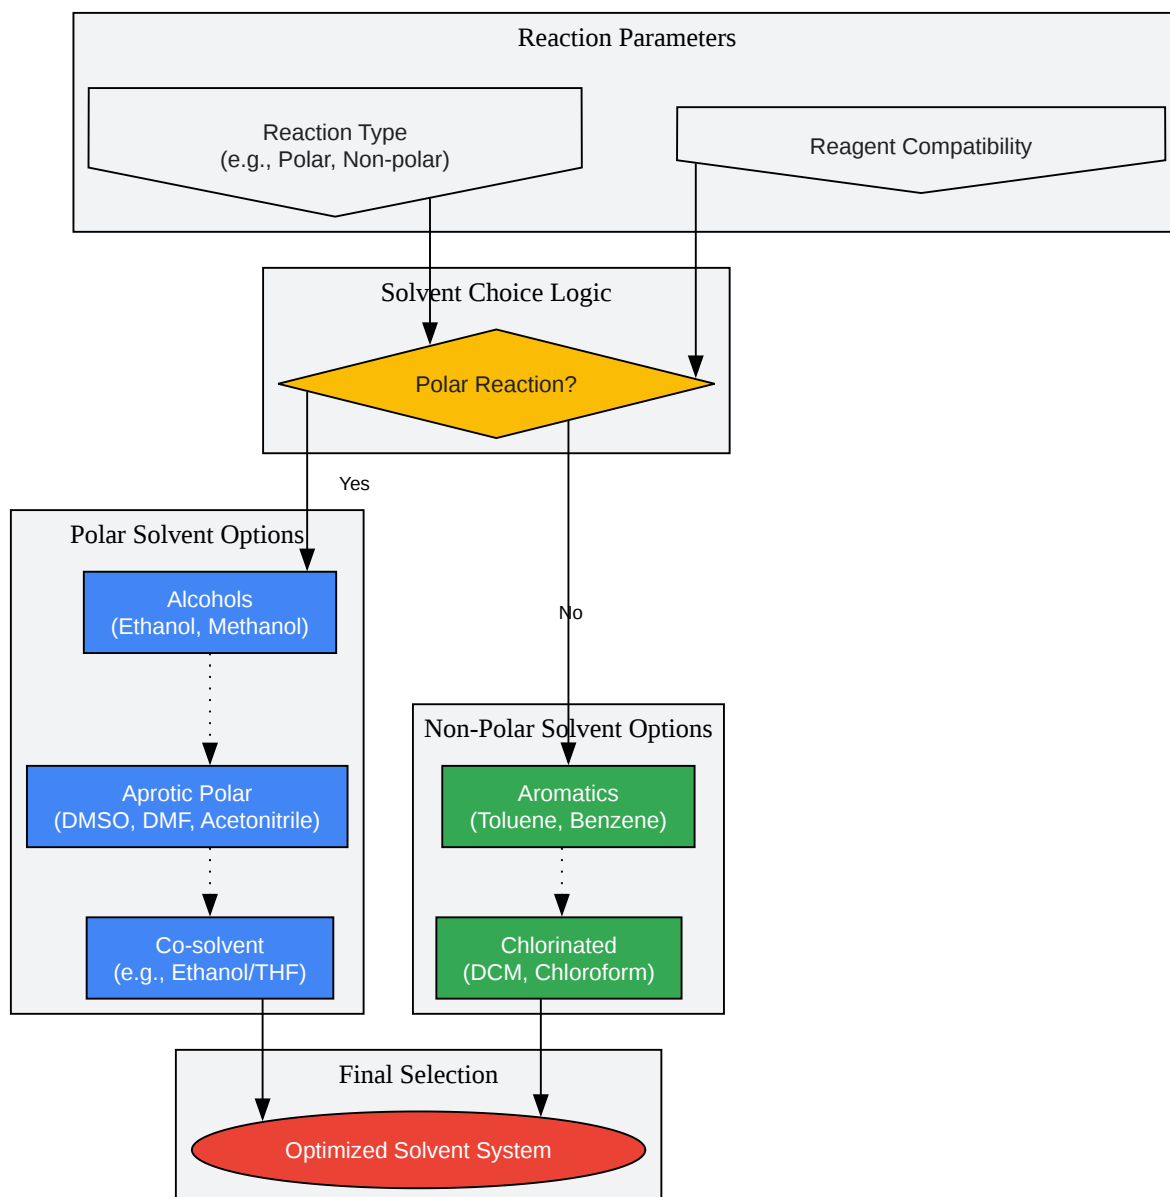 Reaction Parameters
Reaction Type
(e.g., Polar, Non-polar)
Reagent Compatibility
Solvent Choice Logic
Polar Reaction?
Yes
No
Polar Solvent Options
Alcohols
(Ethanol, Methanol)
Aprotic Polar
(DMSO, DMF, Acetonitrile)
Co-solvent
(e.g., Ethanol/THF)
Non-Polar Solvent Options
Aromatics
(Toluene, Benzene)
Chlorinated
(DCM, Chloroform)
Final Selection
Optimized Solvent System